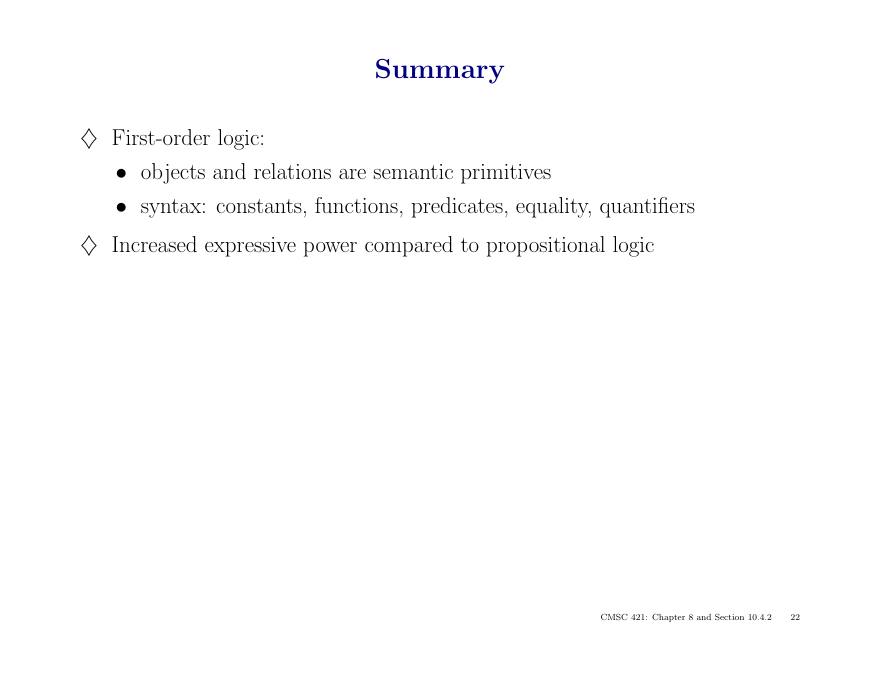 Summary
♢ First-order logic:
• objects and relations are semantic primitives
• syntax: constants, functions, predicates, equality, quantifiers
♢ Increased expressive power compared to propositional logic
CMSC 421: Chapter 8 and Section 10.4.2 22